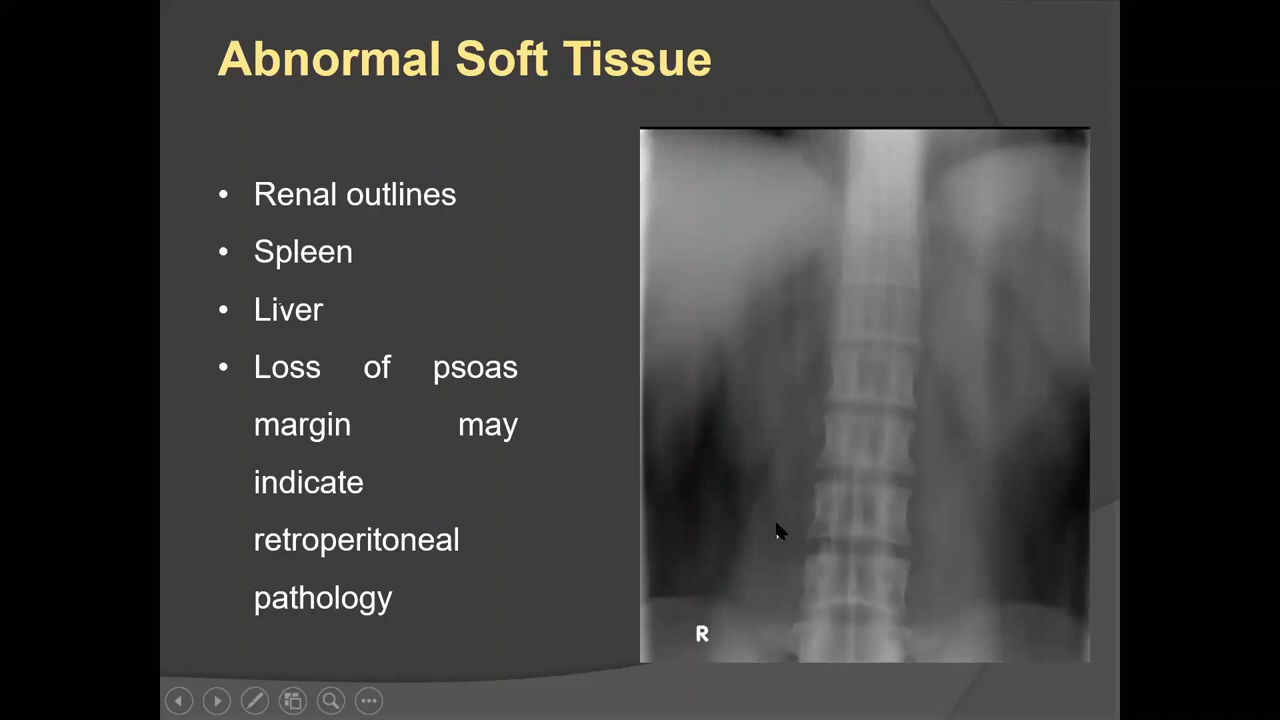 Abnormal Soft Tissue
• Renal outlines
• Spleen
• Liver
• Loss of psoas
margin may
indicate
retroperitoneal
pathology
R